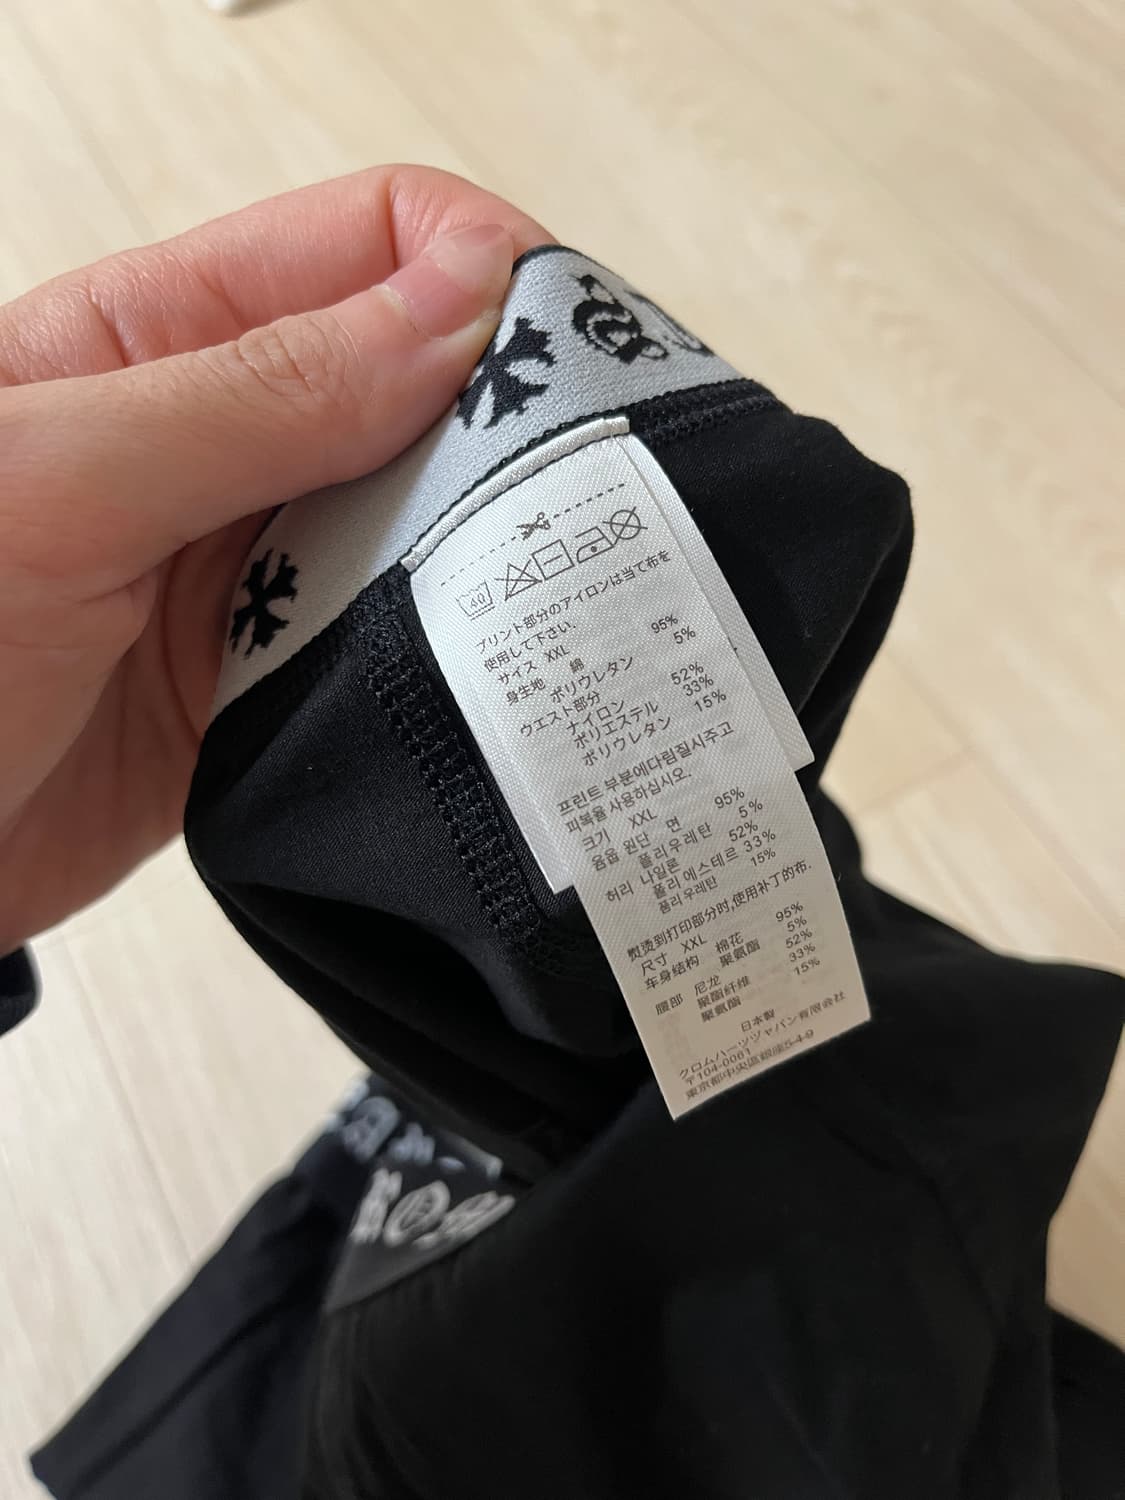 40
プリント部分のアイロンは当て布を
使用して下さい.
サイズ XXL
身生地 綿 95%
ポリウレタン 5%
ウエスト部分
ナイロン 52%
ポリエステル 33%
ポリウレタン 15%
프린트 부분에다림질시주고
피복을 사용하십시오.
크기 XXL
용욥 원단 면 95%
폴리우레탄 5%
허리 나일론 52%
폴리에스테르 33%
폴리우레탄 15%
熨烫到打印部分时,使用补丁的布.
尺寸 XXL
车身结构 棉花 95%
聚氨酯 5%
腰部 尼龙 52%
聚酯纤维 33%
聚氨酯 15%
日本製
クロムハーツジャパン有限会社
〒104-0061
東京都中央區銀座5-4-9